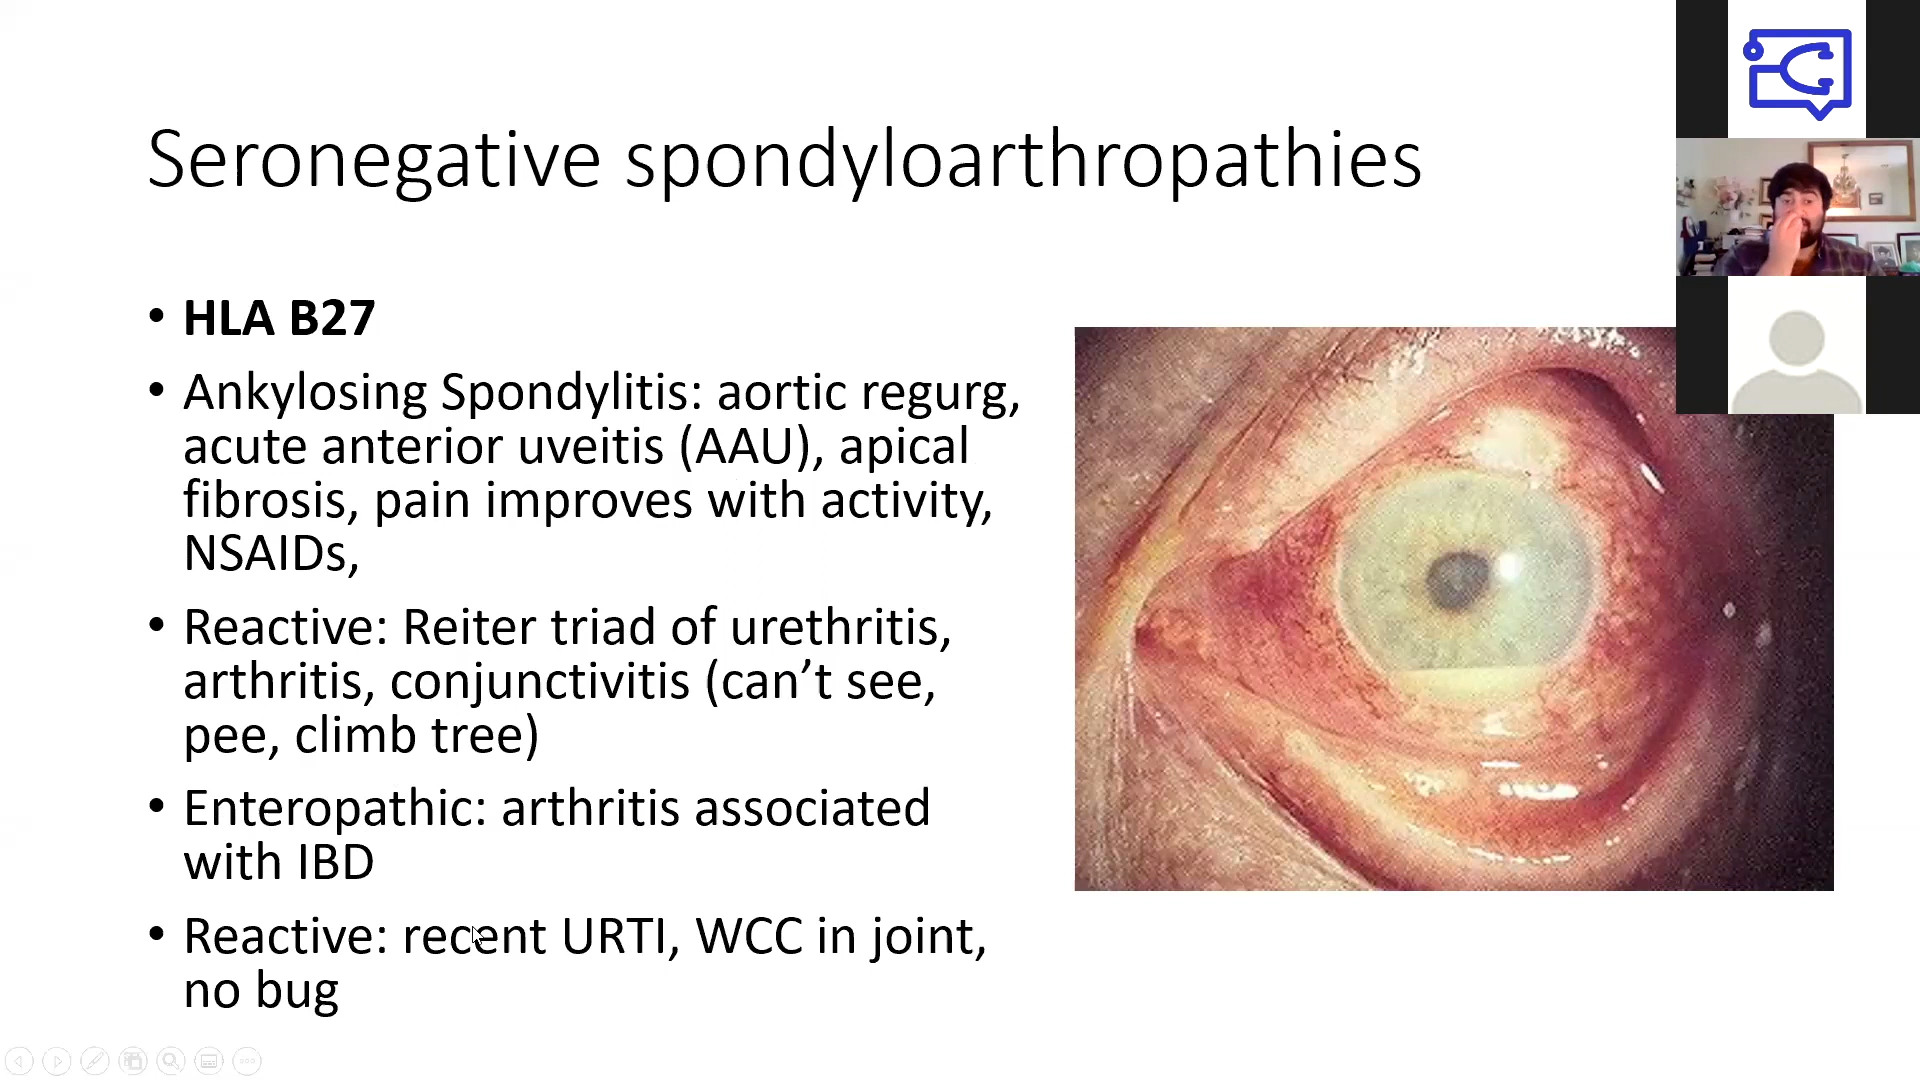 Seronegative spondyloarthropathies
• HLA B27
• Ankylosing Spondylitis: aortic regurg,
acute anterior uveitis (AAU), apical
fibrosis, pain improves with activity,
NSAIDs,
• Reactive: Reiter triad of urethritis,
arthritis, conjunctivitis (can’t see,
pee, climb tree)
• Enteropathic: arthritis associated
with IBD
• Reactive: recent URTI, WCC in joint,
no bug